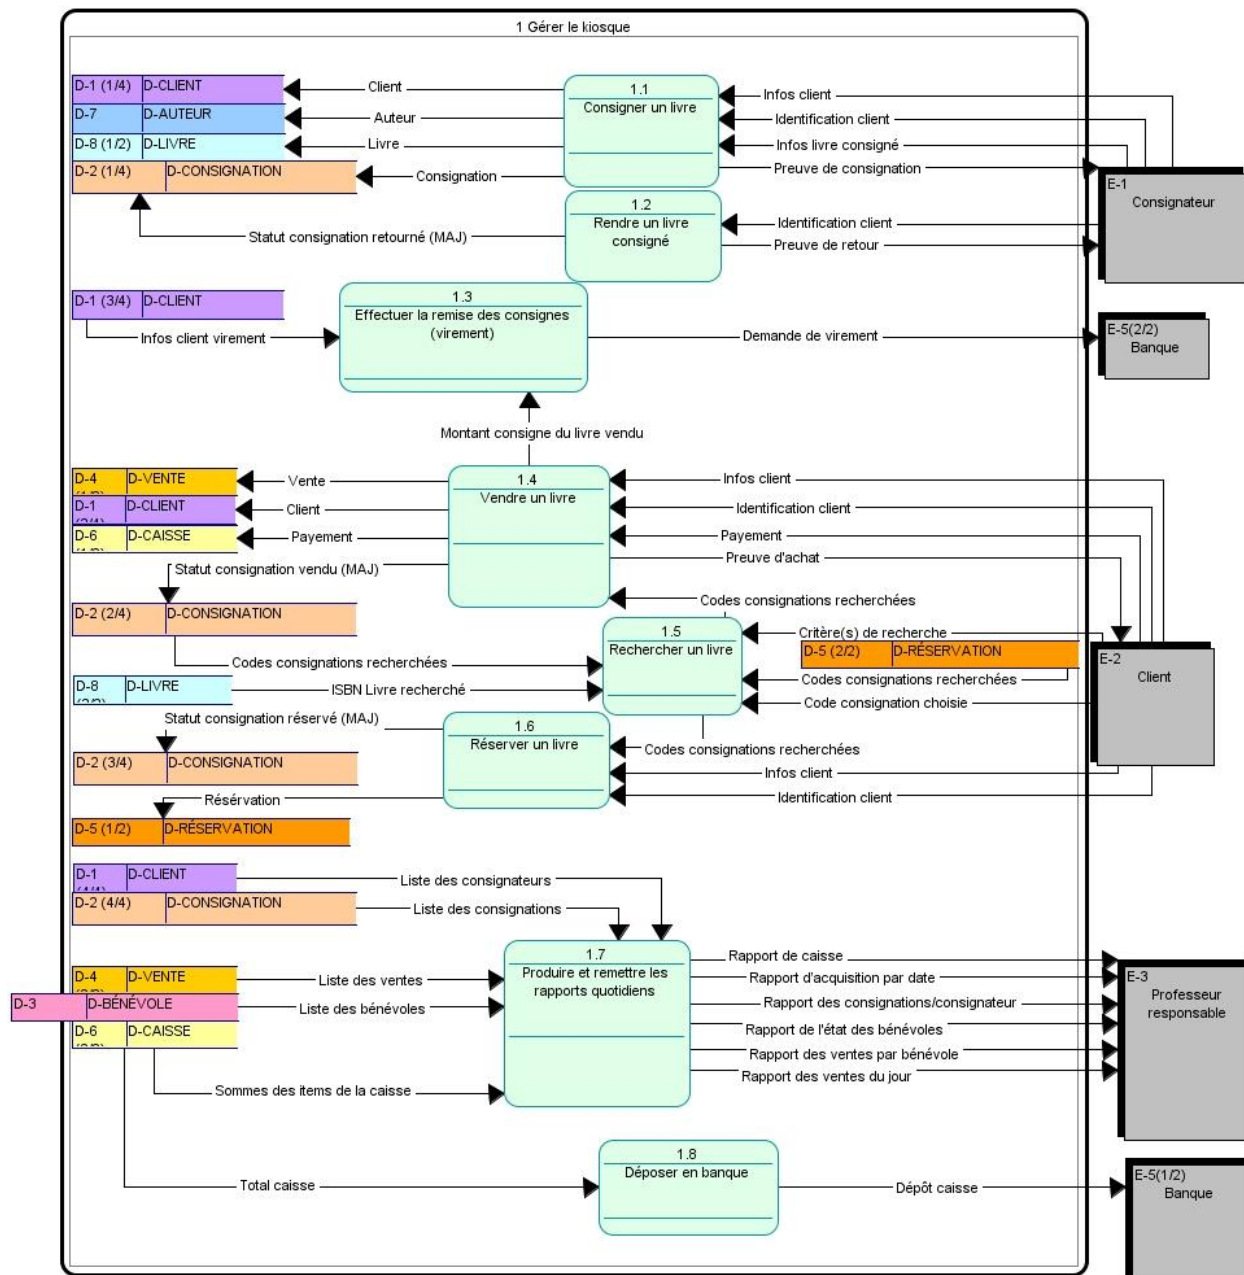 1 Gérer le kiosque
D-1 (1/4) D-CLIENT
D-7 D-AUTEUR
D-8 (1/2) D-LIVRE
D-2 (1/4) D-CONSIGNATION
Client
Auteur
Livre
Consignation
1.1
Consigner un livre
Infos client
Identification client
Infos livre consigné
Preuve de consignation
E-1
Consignateur
Statut consignation retourné (MAJ)
1.2
Rendre un livre
consigné
Identification client
Preuve de retour
D-1 (3/4) D-CLIENT
Infos client virement
1.3
Effectuer la remise des consignes
(virement)
Demande de virement
E-5(2/2)
Banque
Montant consigne du livre vendu
D-4 D-VENTE
D-1 D-CLIENT
D-6 D-CAISSE
Vente
Client
Payement
Statut consignation vendu (MAJ)
1.4
Vendre un livre
Infos client
Identification client
Payement
Preuve d'achat
Codes consignations recherchées
D-2 (2/4) D-CONSIGNATION
Codes consignations recherchées
D-8 D-LIVRE
ISBN Livre recherché
1.5
Rechercher un livre
Critère(s) de recherche
D-5 (2/2) D-RÉSERVATION
Codes consignations recherchées
Code consignation choisie
E-2
Client
Statut consignation réservé (MAJ)
D-2 (3/4) D-CONSIGNATION
Résérvation
D-5 (1/2) D-RÉSERVATION
1.6
Réserver un livre
Codes consignations recherchées
Infos client
Identification client
D-1 D-CLIENT
D-2 (4/4) D-CONSIGNATION
Liste des consignateurs
Liste des consignations
D-4 D-VENTE
D-3 D-BÉNÉVOLE
D-6 D-CAISSE
Liste des ventes
Liste des bénévoles
Sommes des items de la caisse
1.7
Produire et remettre les
rapports quotidiens
Rapport de caisse
Rapport d'acquisition par date
Rapport des consignations/consignateur
Rapport de l'état des bénévoles
Rapport des ventes par bénévole
Rapport des ventes du jour
E-3
Professeur
responsable
Total caisse
1.8
Déposer en banque
Dépôt caisse
E-5(1/2)
Banque